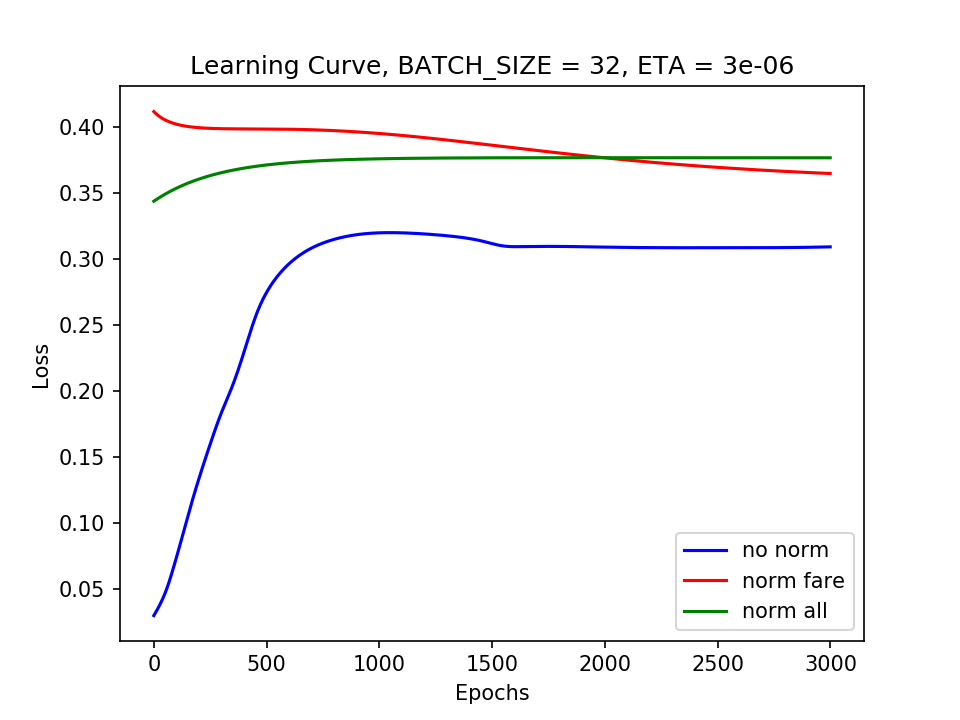 Learning Curve, BATCH_SIZE = 32, ETA = 3e-06
0.40
0.35
0.30
0.25
0.20
0.15
0.10
0.05
Loss
no norm
norm fare
norm all
0 500 1000 1500 2000 2500 3000
Epochs